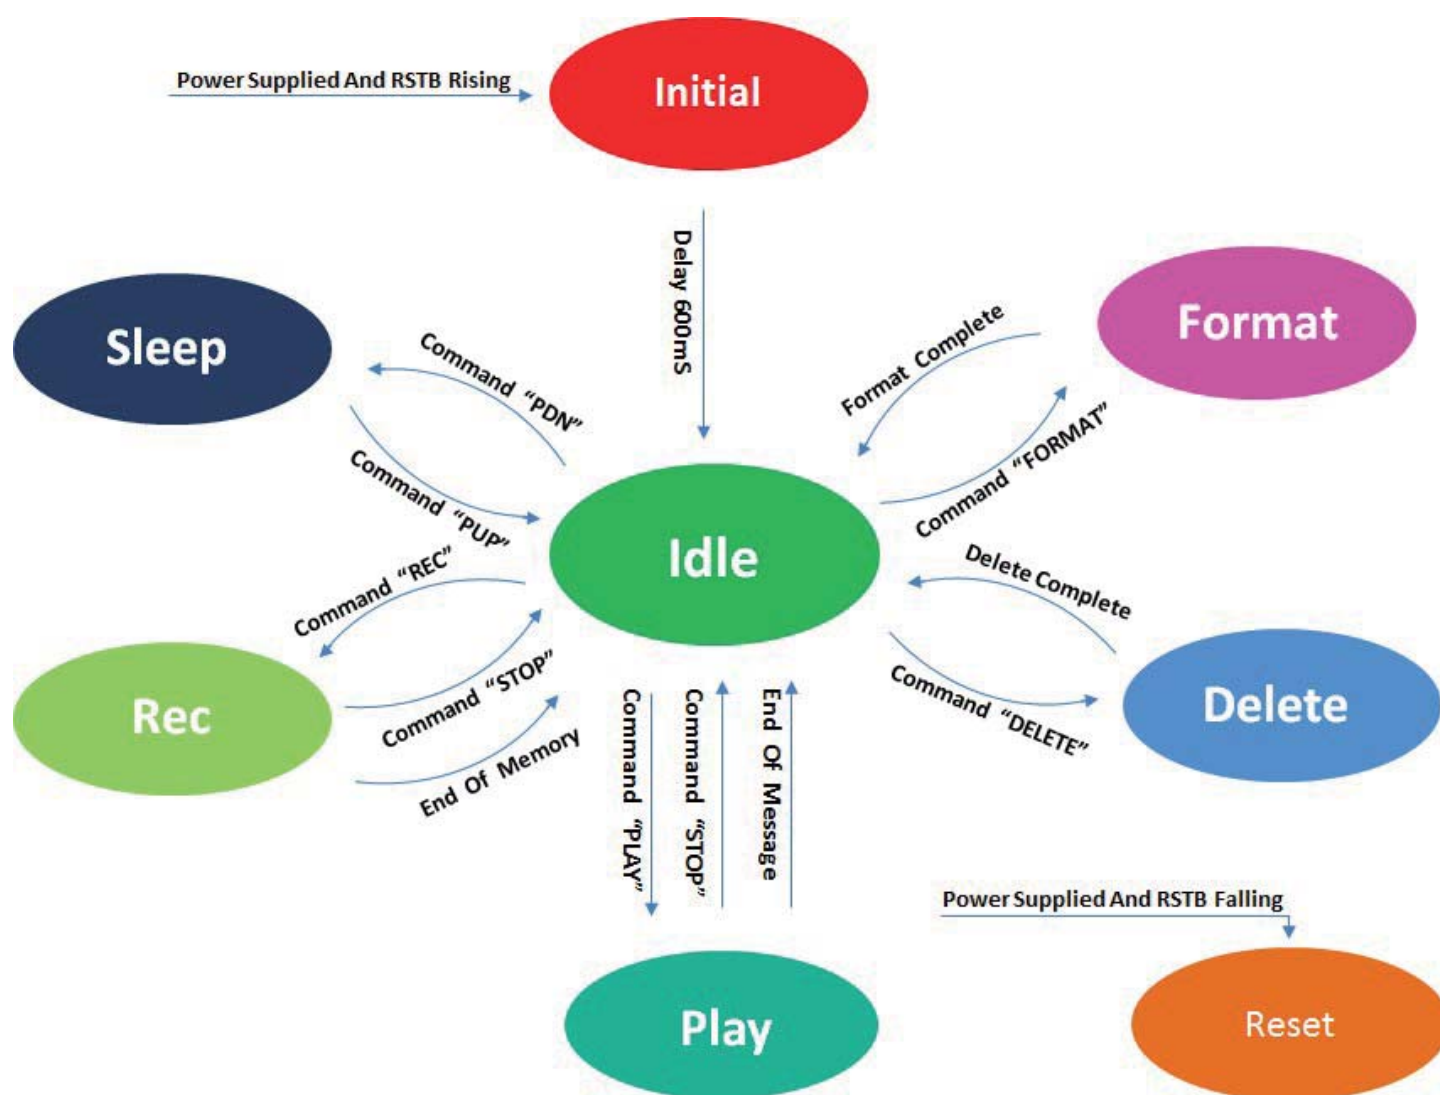 Power Supplied And RSTB Rising
Initial
Delay 600mS
Sleep
Command "PDN"
Command "PUP"
Format
Format Complete
Command "FORMAT"
Idle
Command "REC"
Rec
Command "STOP"
End Of Memory
Delete Complete
Command "DELETE"
Delete
Command "PLAY"
Command "STOP"
End Of Message
Play
Power Supplied And RSTB Falling
Reset